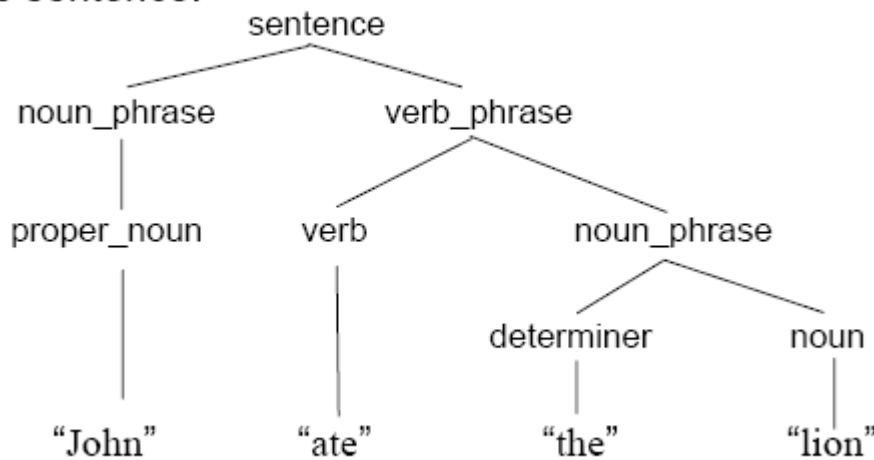 sentence
noun_phrase verb_phrase
proper_noun verb noun_phrase
determiner noun
“John” “ate” “the” “lion”